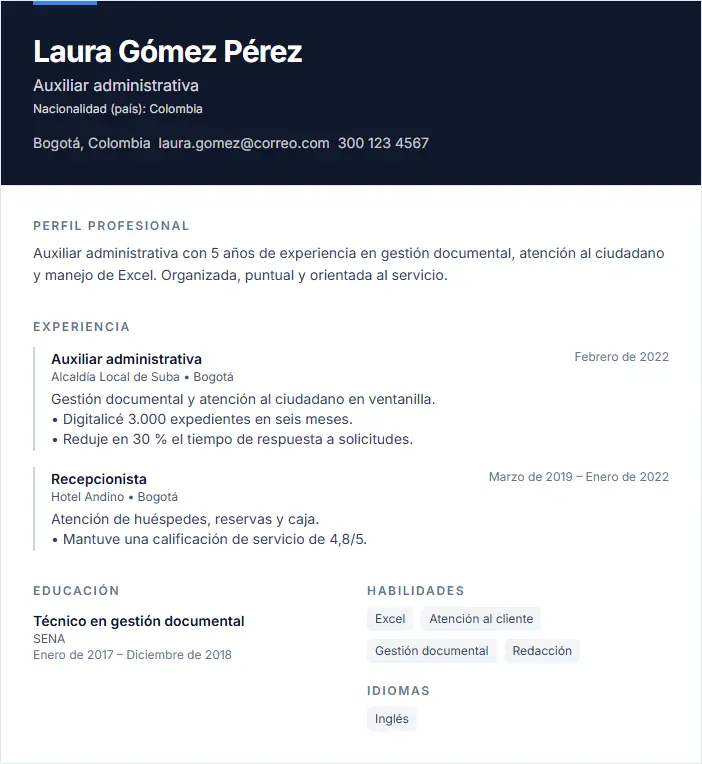 Laura Gómez Pérez
Auxiliar administrativa
Nacionalidad (país): Colombia
Bogotá, Colombia laura.gomez@correo.com 300 123 4567
PERFIL PROFESIONAL
Auxiliar administrativa con 5 años de experiencia en gestión documental, atención al ciudadano
y manejo de Excel. Organizada, puntual y orientada al servicio.
EXPERIENCIA
Auxiliar administrativa Febrero de 2022
Alcaldía Local de Suba • Bogotá
Gestión documental y atención al ciudadano en ventanilla.
• Digitalicé 3.000 expedientes en seis meses.
• Reduje en 30 % el tiempo de respuesta a solicitudes.
Recepcionista Marzo de 2019 – Enero de 2022
Hotel Andino • Bogotá
Atención de huéspedes, reservas y caja.
• Mantuve una calificación de servicio de 4,8/5.
EDUCACIÓN
Técnico en gestión documental
SENA
Enero de 2017 – Diciembre de 2018
HABILIDADES
Excel Atención al cliente
Gestión documental Redacción
IDIOMAS
Inglés